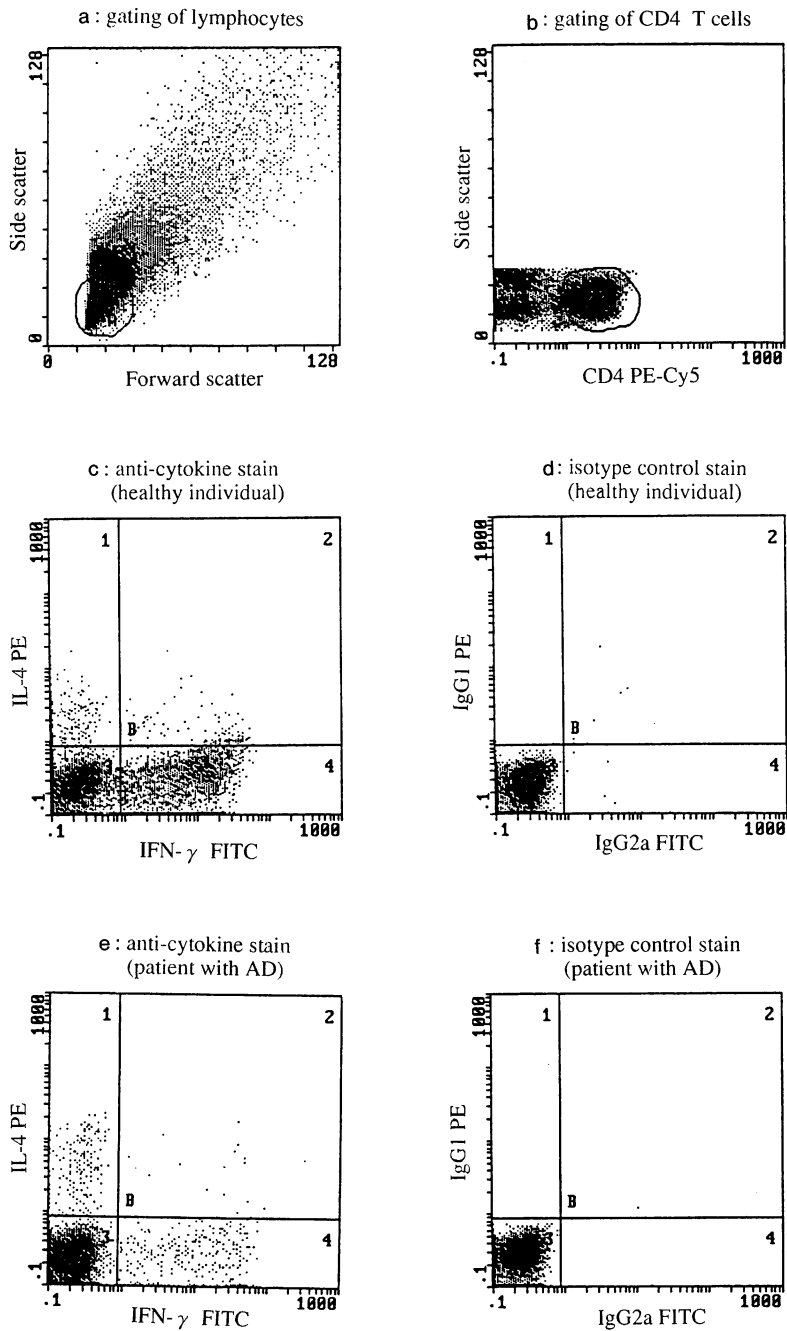 a: gating of lymphocytes
128
Side scatter
0
0
128
Forward scatter
b: gating of CD4 T cells
128
Side scatter
0
.1
1000
CD4 PE-Cy5
c: anti-cytokine stain
(healthy individual)
1000
1
2
IL-4 PE
B
3
4
.1
.1
1000
IFN-γ FITC
d: isotype control stain
(healthy individual)
1000
1
2
IgG1 PE
B
4
.1
.1
1000
IgG2a FITC
e: anti-cytokine stain
(patient with AD)
1000
1
2
IL-4 PE
B
3
4
.1
.1
1000
IFN-γ FITC
f: isotype control stain
(patient with AD)
1000
1
2
IgG1 PE
B
3
4
.1
.1
1000
IgG2a FITC